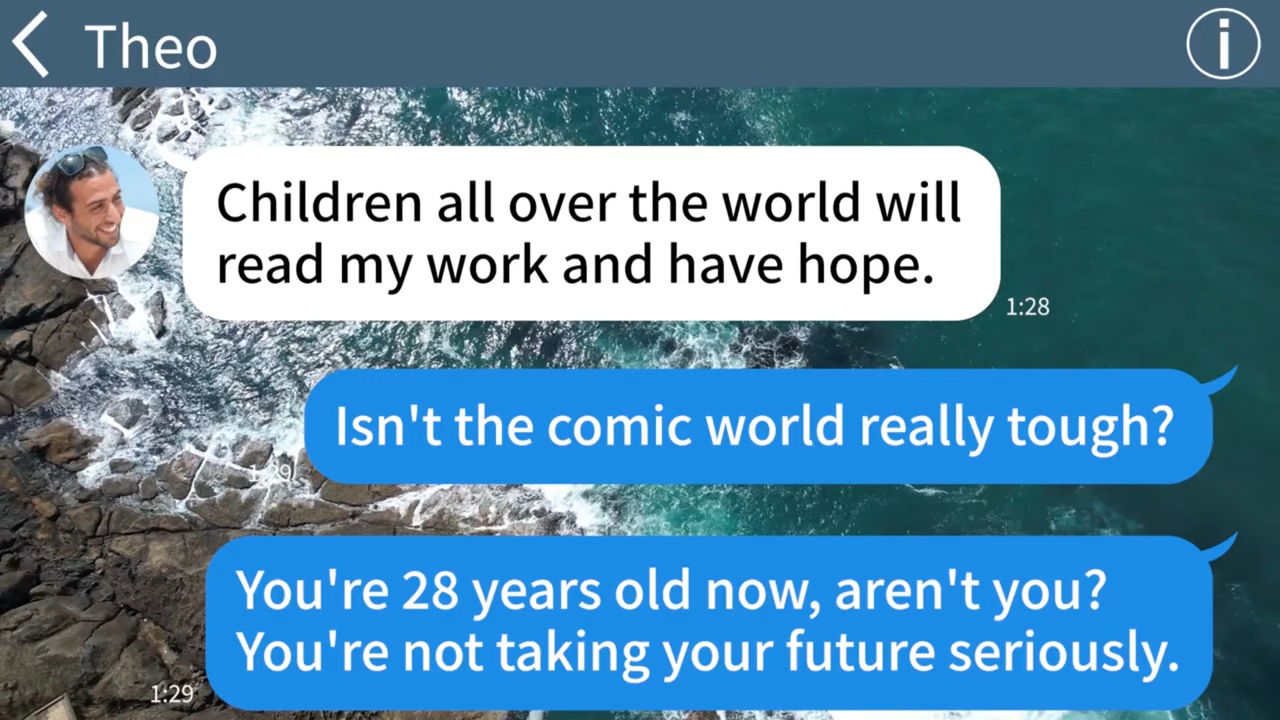 Theo
Children all over the world will
read my work and have hope.
1:28
Isn't the comic world really tough?
1:29
You're 28 years old now, aren't you?
You're not taking your future seriously.
1:29